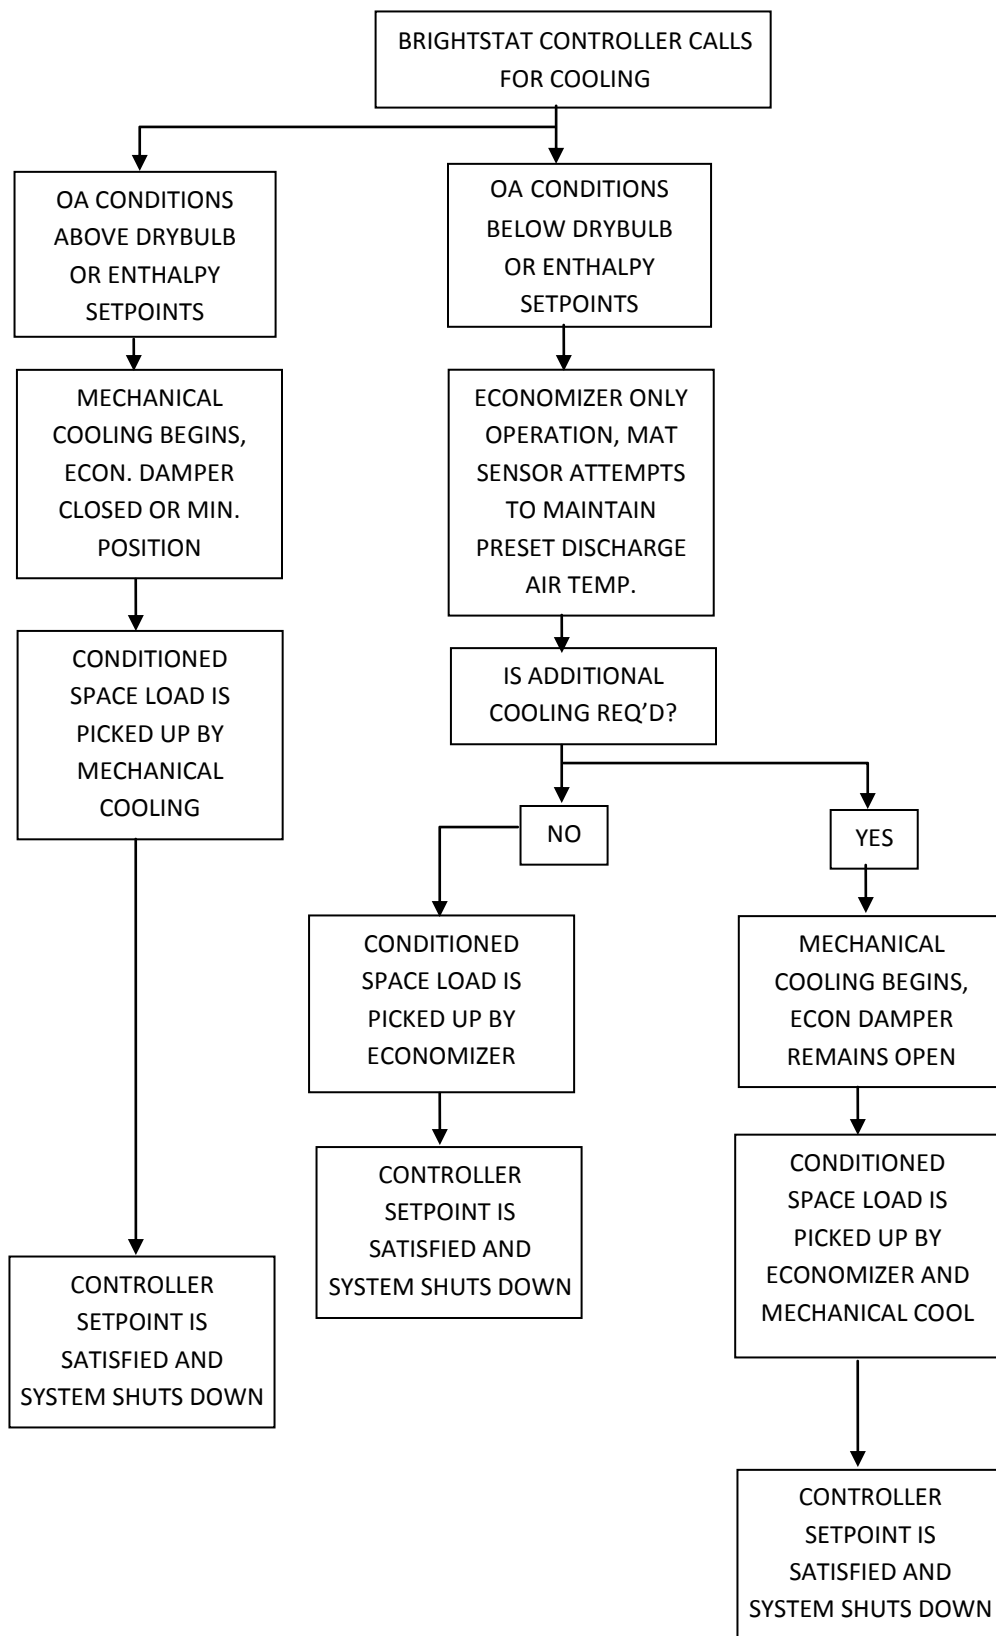 BRIGHTSTAT CONTROLLER CALLS
FOR COOLING
OA CONDITIONS
ABOVE DRYBULB
OR ENTHALPY
SETPOINTS
OA CONDITIONS
BELOW DRYBULB
OR ENTHALPY
SETPOINTS
MECHANICAL
COOLING BEGINS,
ECON. DAMPER
CLOSED OR MIN.
POSITION
ECONOMIZER ONLY
OPERATION, MAT
SENSOR ATTEMPTS
TO MAINTAIN
PRESET DISCHARGE
AIR TEMP.
CONDITIONED
SPACE LOAD IS
PICKED UP BY
MECHANICAL
COOLING
IS ADDITIONAL
COOLING REQ’D?
NO
YES
CONDITIONED
SPACE LOAD IS
PICKED UP BY
ECONOMIZER
MECHANICAL
COOLING BEGINS,
ECON DAMPER
REMAINS OPEN
CONTROLLER
SETPOINT IS
SATISFIED AND
SYSTEM SHUTS DOWN
CONDITIONED
SPACE LOAD IS
PICKED UP BY
ECONOMIZER AND
MECHANICAL COOL
CONTROLLER
SETPOINT IS
SATISFIED AND
SYSTEM SHUTS DOWN
CONTROLLER
SETPOINT IS
SATISFIED AND
SYSTEM SHUTS DOWN